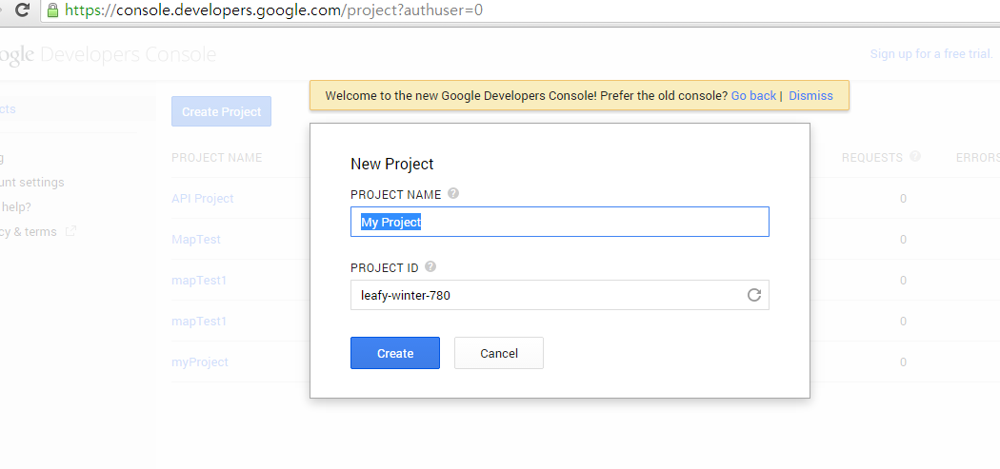 https://console.developers.google.com/project?authuser=0
ogle Developers Console
Sign up for a free trial.
Welcome to the new Google Developers Console! Prefer the old console? Go back | Dismiss
cts
Create Project
g
unt settings
help?
cy & terms
PROJECT NAME
REQUESTS
ERRORS
API Project
0
MapTest
0
mapTest1
0
mapTest1
0
myProject
0
New Project
PROJECT NAME
My Project
PROJECT ID
leafy-winter-780
Create
Cancel